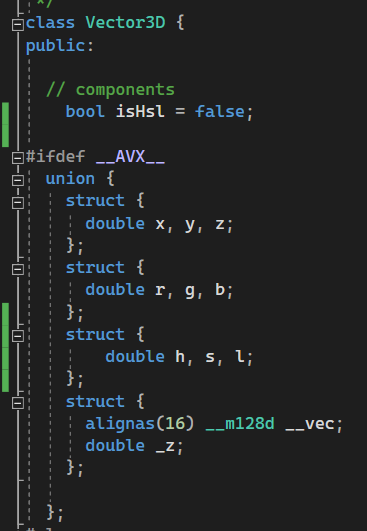 */
class Vector3D {
public:
// components
bool isHsl = false;
#ifdef __AVX__
union {
struct {
double x, y, z;
};
struct {
double r, g, b;
};
struct {
double h, s, l;
};
struct {
alignas(16) __m128d __vec;
double _z;
};
};